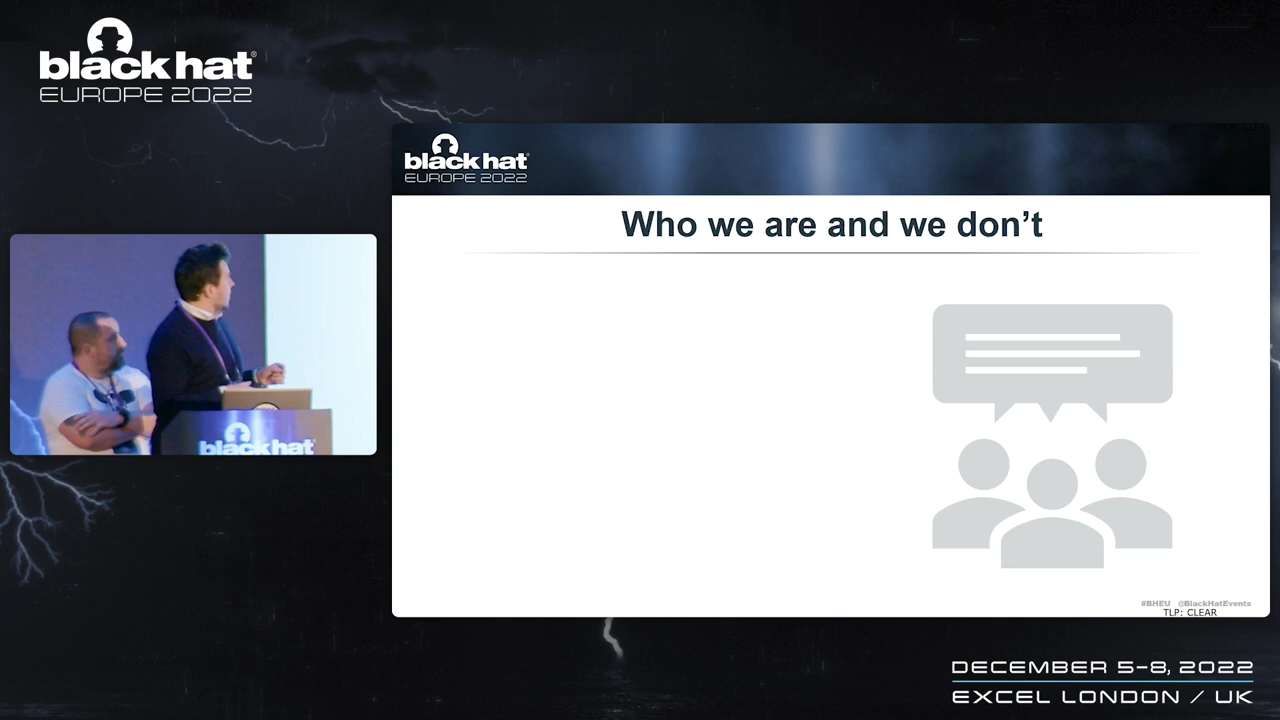 black hat®
EUROPE 2022
black hat®
EUROPE 2022
Who we are and we don't
black hat
#BHEU @BlackHatEvents
TLP: CLEAR
DECEMBER 5-8, 2022
EXCEL LONDON / UK